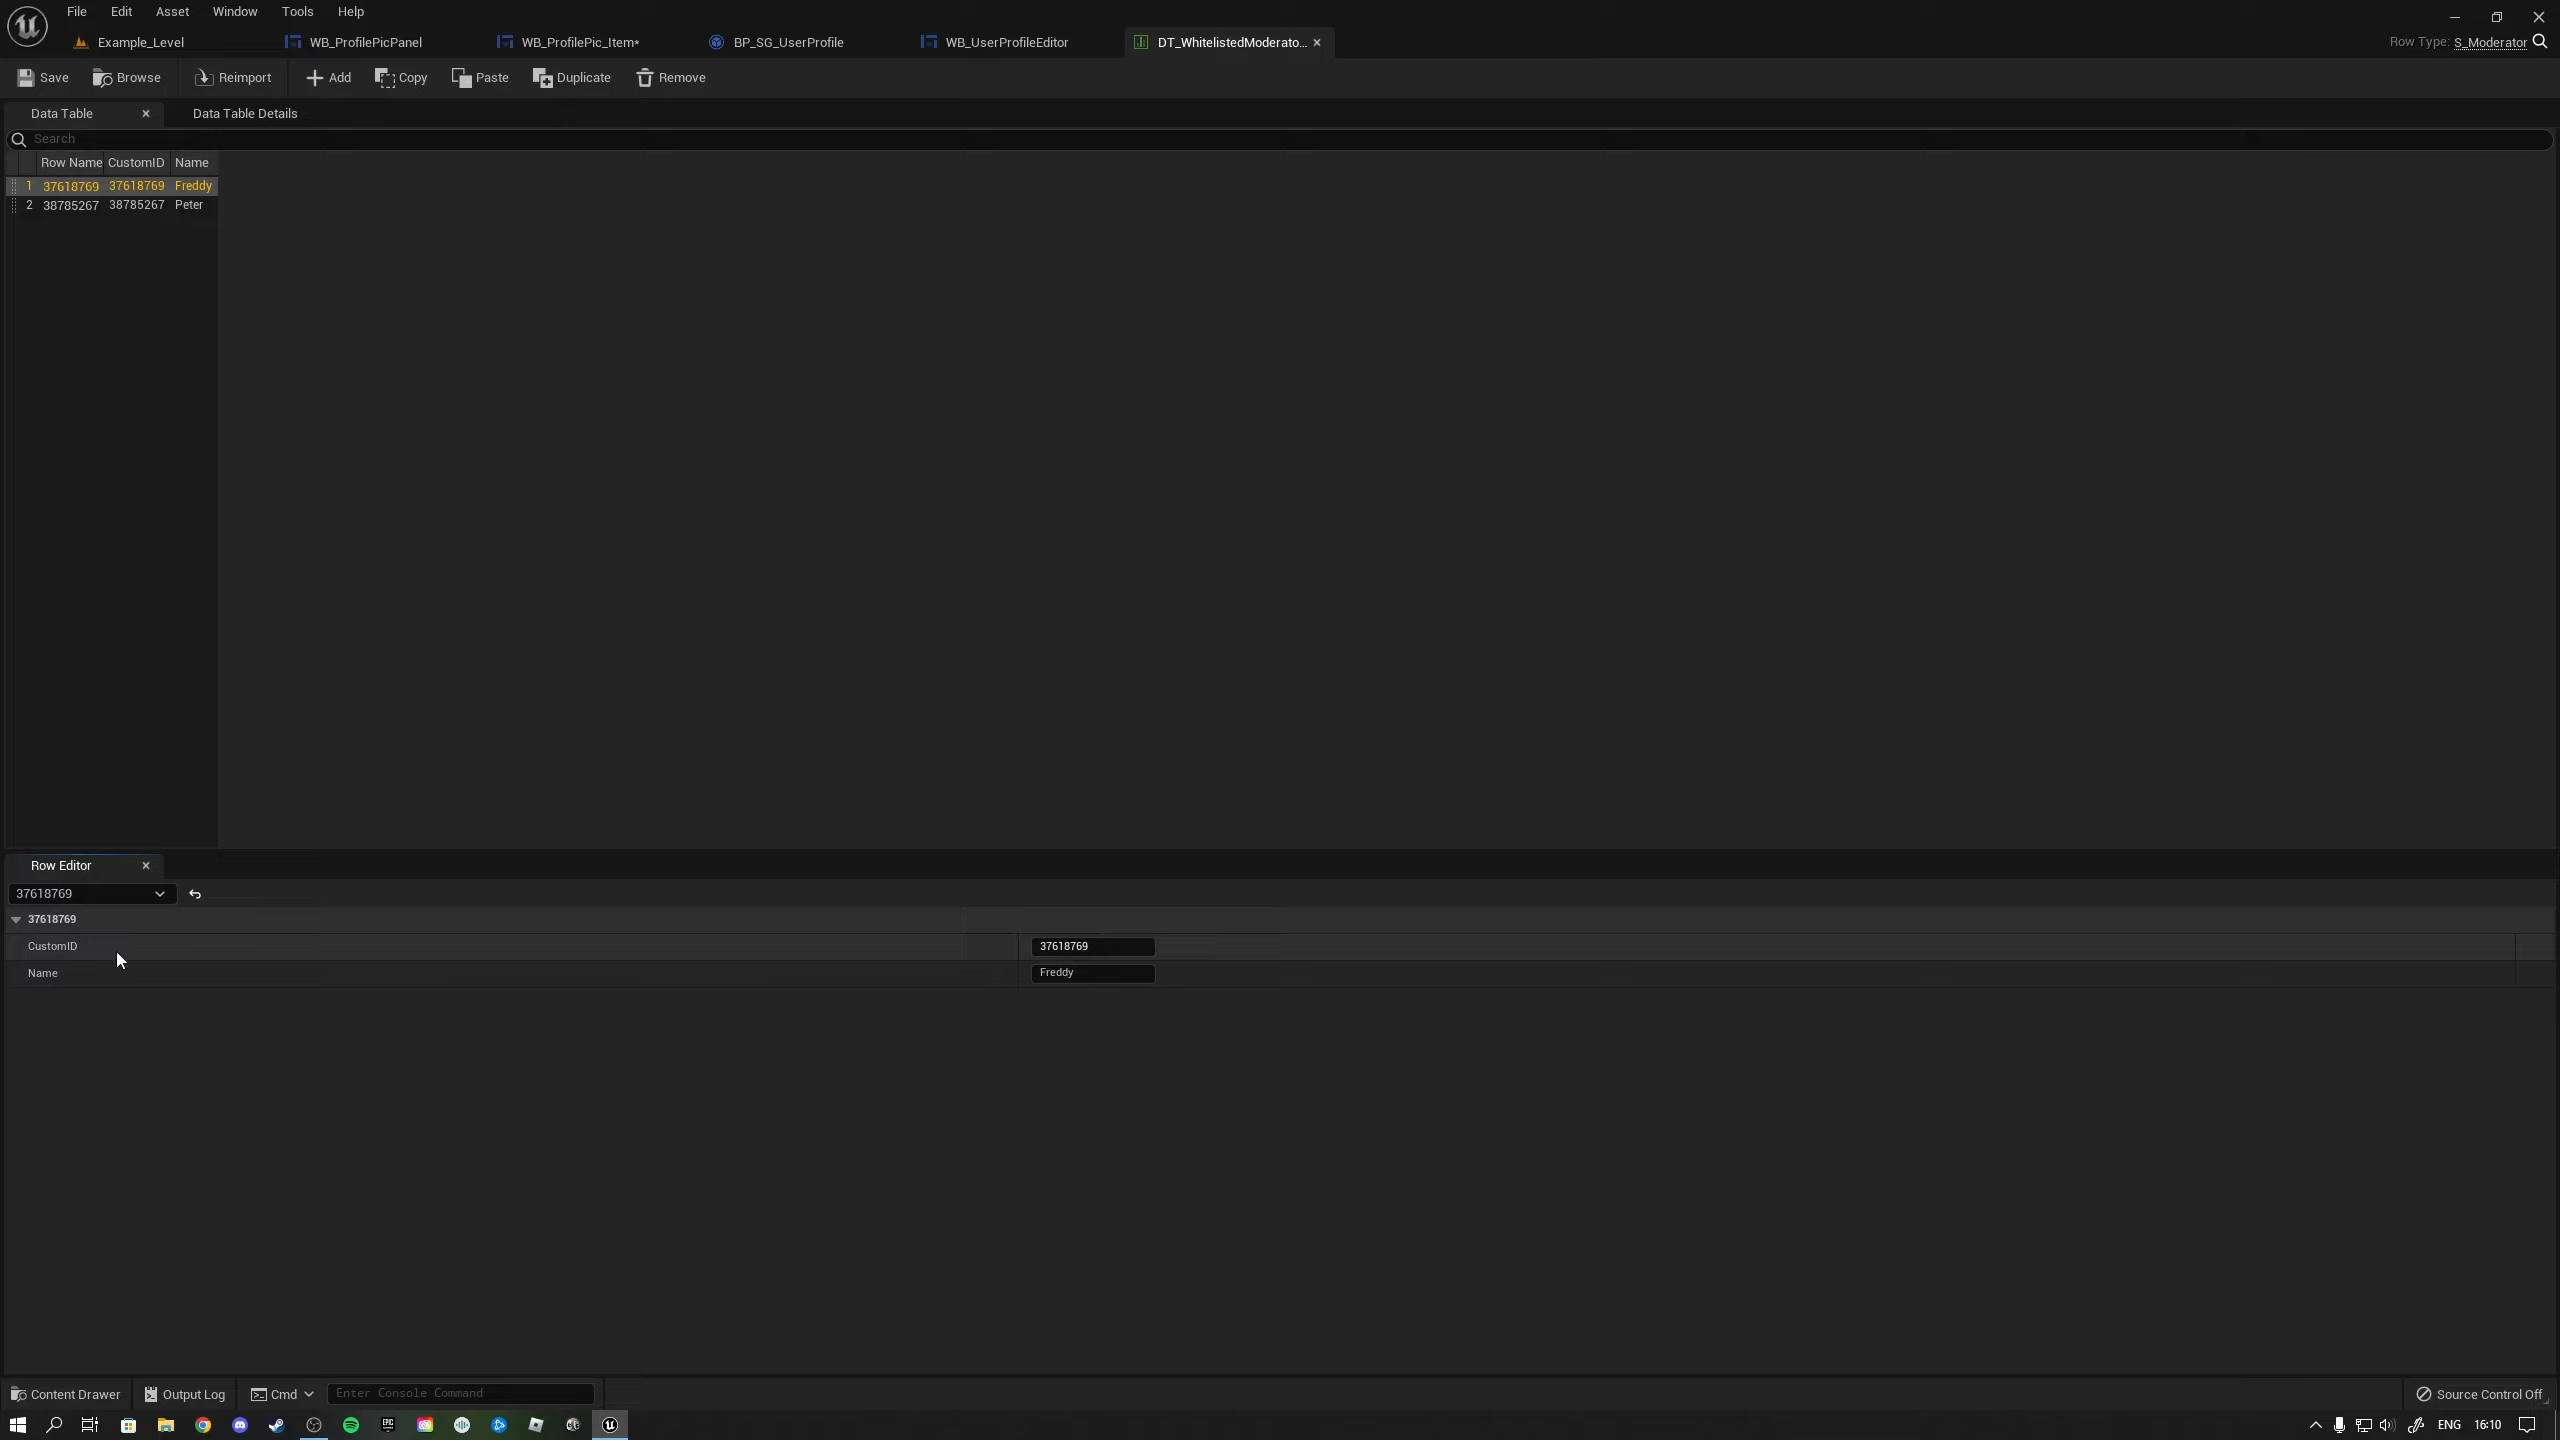 File Edit Asset Window Tools Help
Example_Level WB_ProfilePicPanel WB_ProfilePic_Item* BP_SG_UserProfile WB_UserProfileEditor DT_WhitelistedModerato... Row Type: S_Moderator
Save Browse Reimport Add Copy Paste Duplicate Remove
Data Table Data Table Details
Search
Row Name CustomID Name
1 37618769 37618769 Freddy
2 38785267 38785267 Peter
Row Editor
37618769
37618769
CustomID 37618769
Name Freddy
Content Drawer Output Log Cmd Enter Console Command Source Control Off
EPIC ENG 16:10